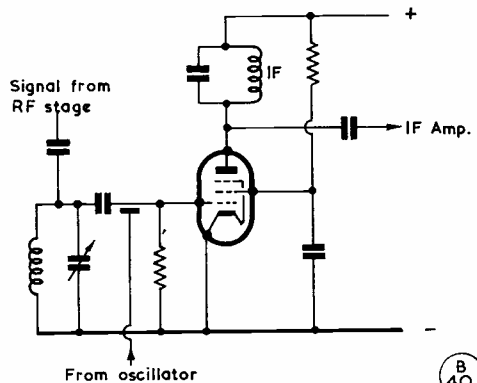 +
IF
Signal from
RF stage
IF Amp.
-
From oscillator
B
40